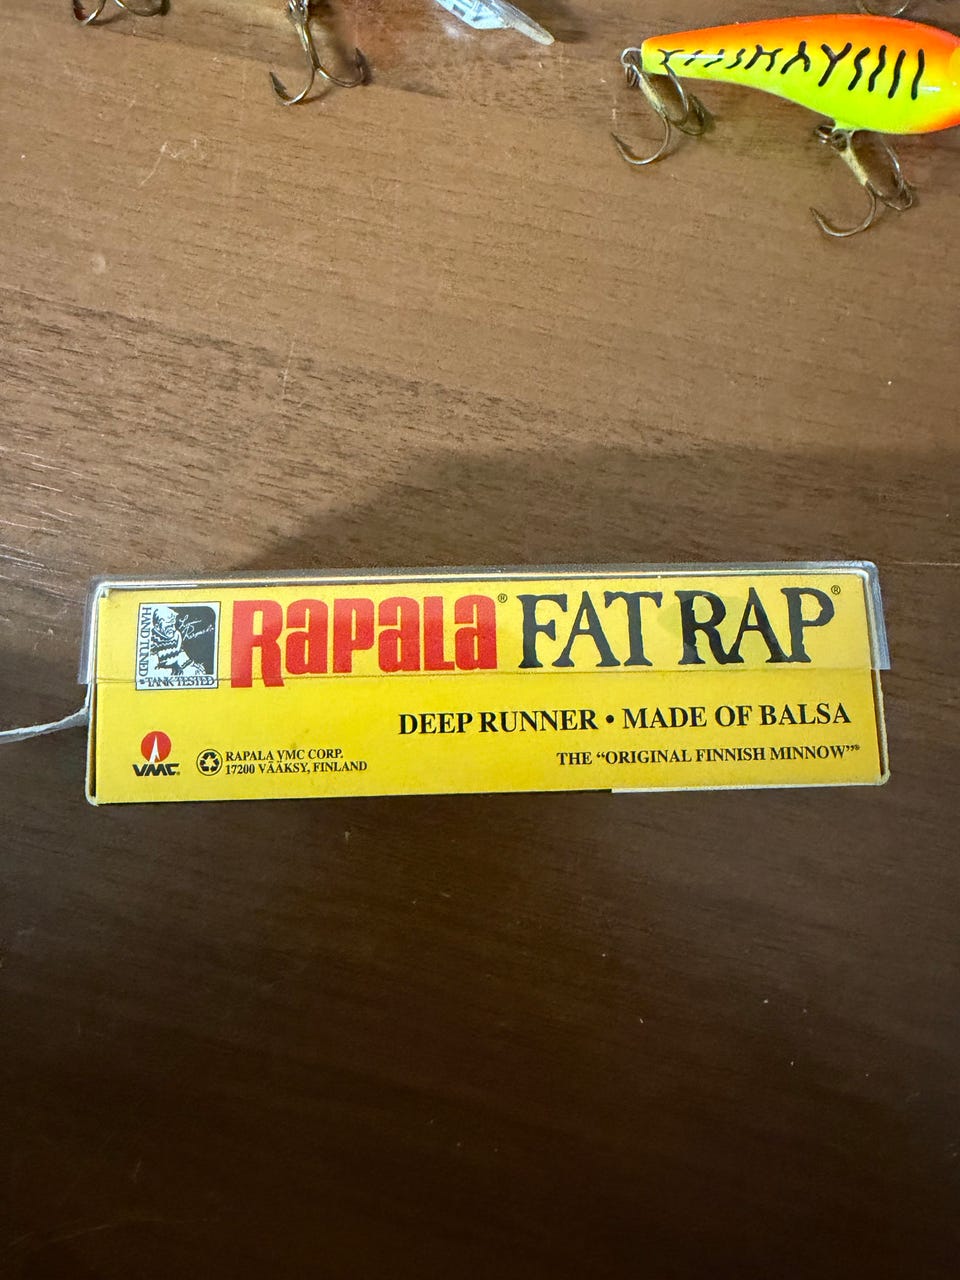 HAND TUNED
TANK TESTED
RAPALA® FAT RAP®
DEEP RUNNER • MADE OF BALSA
VMC®
RAPALA VMC CORP.
17200 VÄÄKSY, FINLAND
THE “ORIGINAL FINNISH MINNOW”®